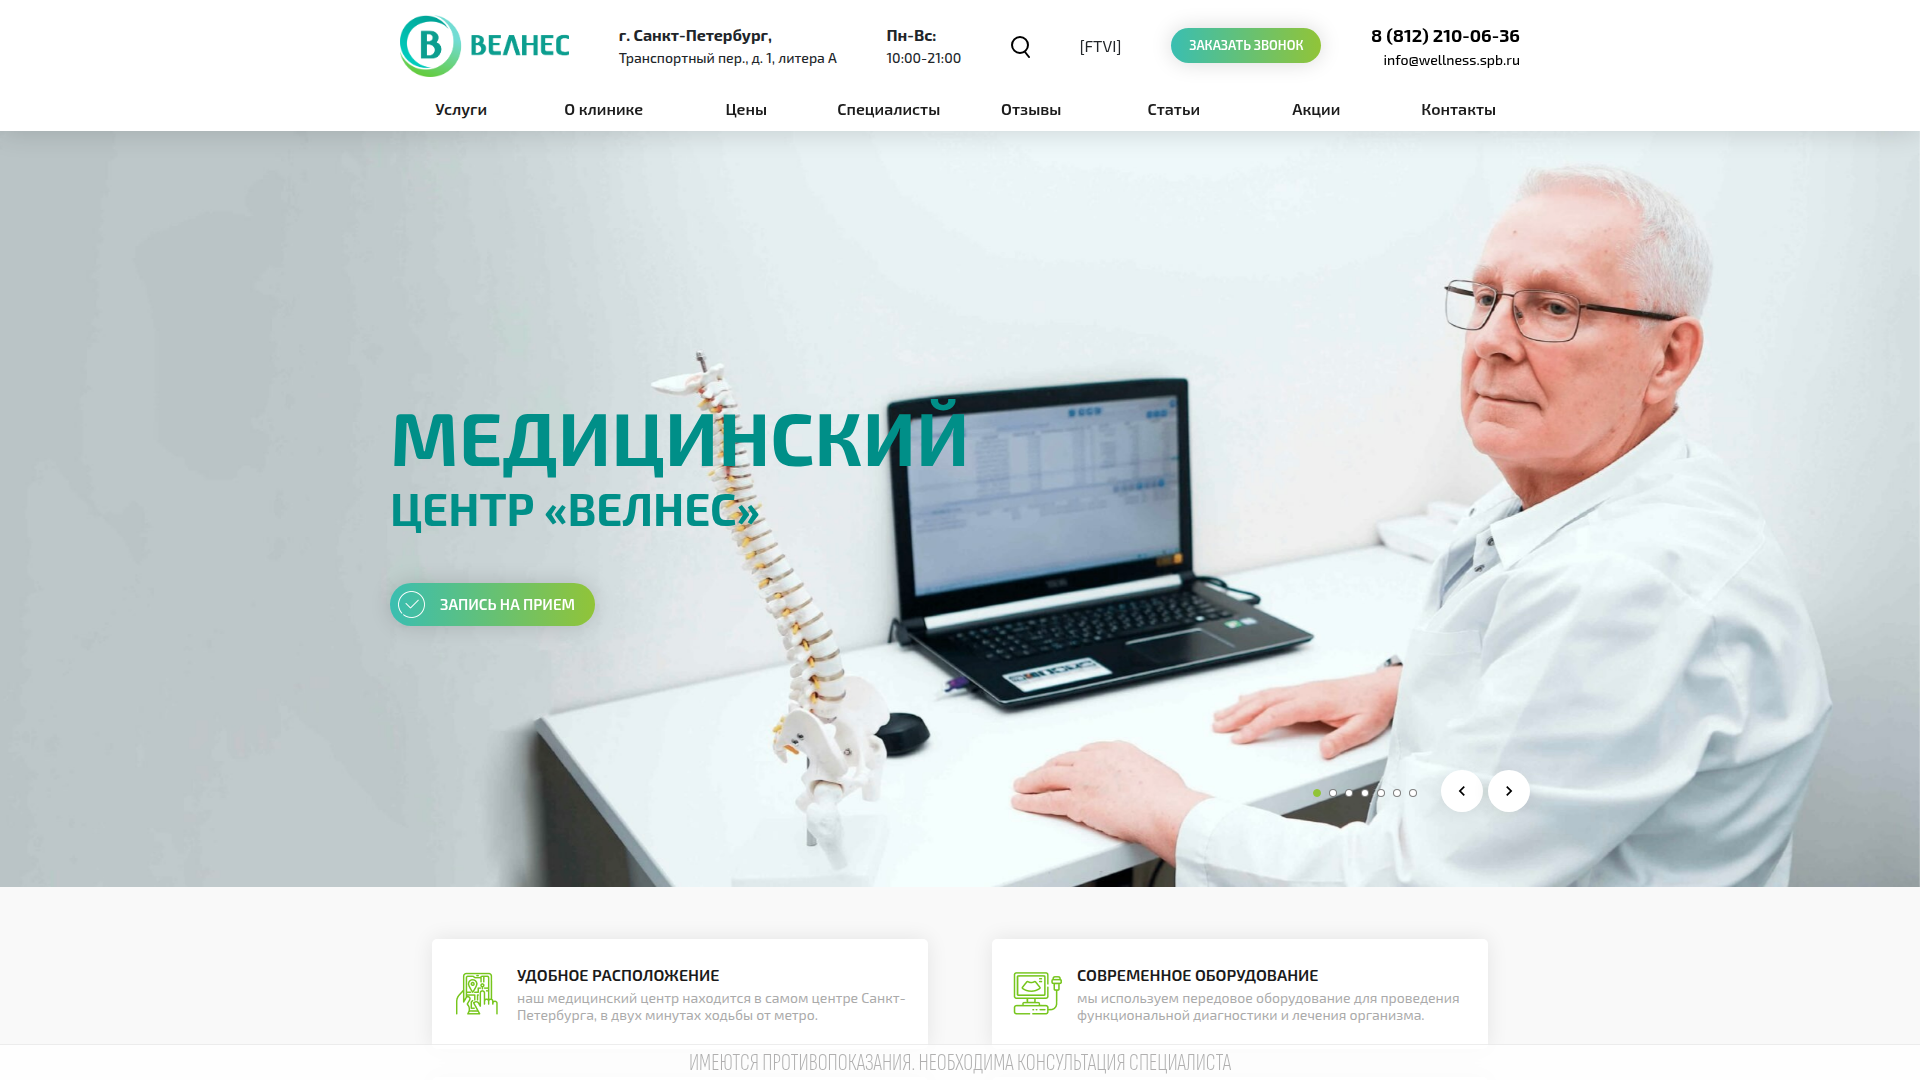 В ВЕЛНЕС
г. Санкт-Петербург,
Транспортный пер., д. 1, литера А
Пн-Вс:
10:00-21:00
[FTVI]
ЗАКАЗАТЬ ЗВОНОК
8 (812) 210-06-36
info@wellness.spb.ru
Услуги О клинике Цены Специалисты Отзывы Статьи Акции Контакты
МЕДИЦИНСКИЙ
ЦЕНТР «ВЕЛНЕС»
ЗАПИСЬ НА ПРИЕМ
УДОБНОЕ РАСПОЛОЖЕНИЕ
наш медицинский центр находится в самом центре Санкт-
Петербурга, в двух минутах ходьбы от метро.
СОВРЕМЕННОЕ ОБОРУДОВАНИЕ
мы используем передовое оборудование для проведения
функциональной диагностики и лечения организма.
ИМЕЮТСЯ ПРОТИВОПОКАЗАНИЯ. НЕОБХОДИМА КОНСУЛЬТАЦИЯ СПЕЦИАЛИСТА